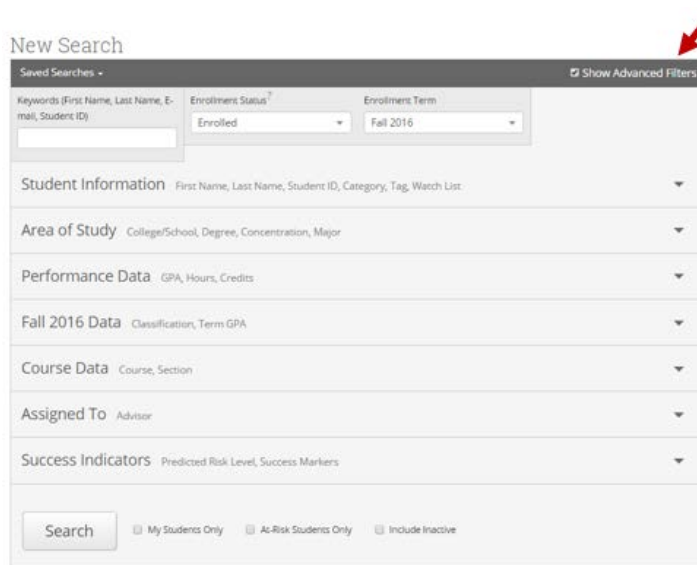 New Search
Saved Searches
Show Advanced Filters
Keywords (First Name, Last Name, E-
mail, Student ID)
Enrollment Status?
Enrolled
Enrollment Term
Fall 2016
Student Information First Name, Last Name, Student ID, Category, Tag, Watch List
Area of Study College/School, Degree, Concentration, Major
Performance Data GPA, Hours, Credits
Fall 2016 Data Classification, Term GPA
Course Data Course, Section
Assigned To Advisor
Success Indicators Predicted Risk Level, Success Markers
Search My Students Only At-Risk Students Only Include Inactive